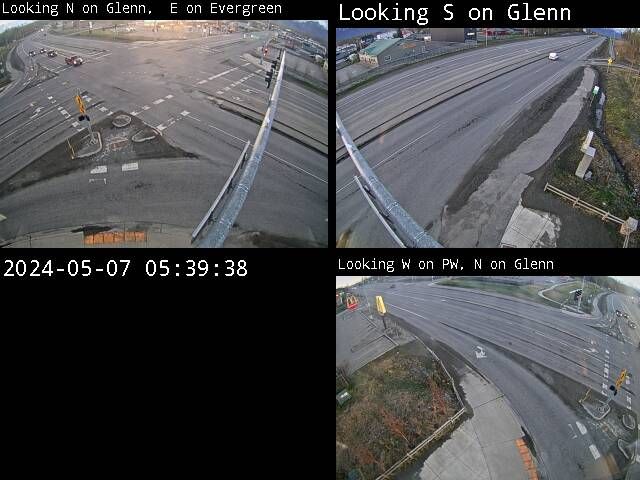 Looking N on Glenn,  E on Evergreen
Looking S on Glenn
2024-05-07 05:39:38
Looking W on PW, N on Glenn